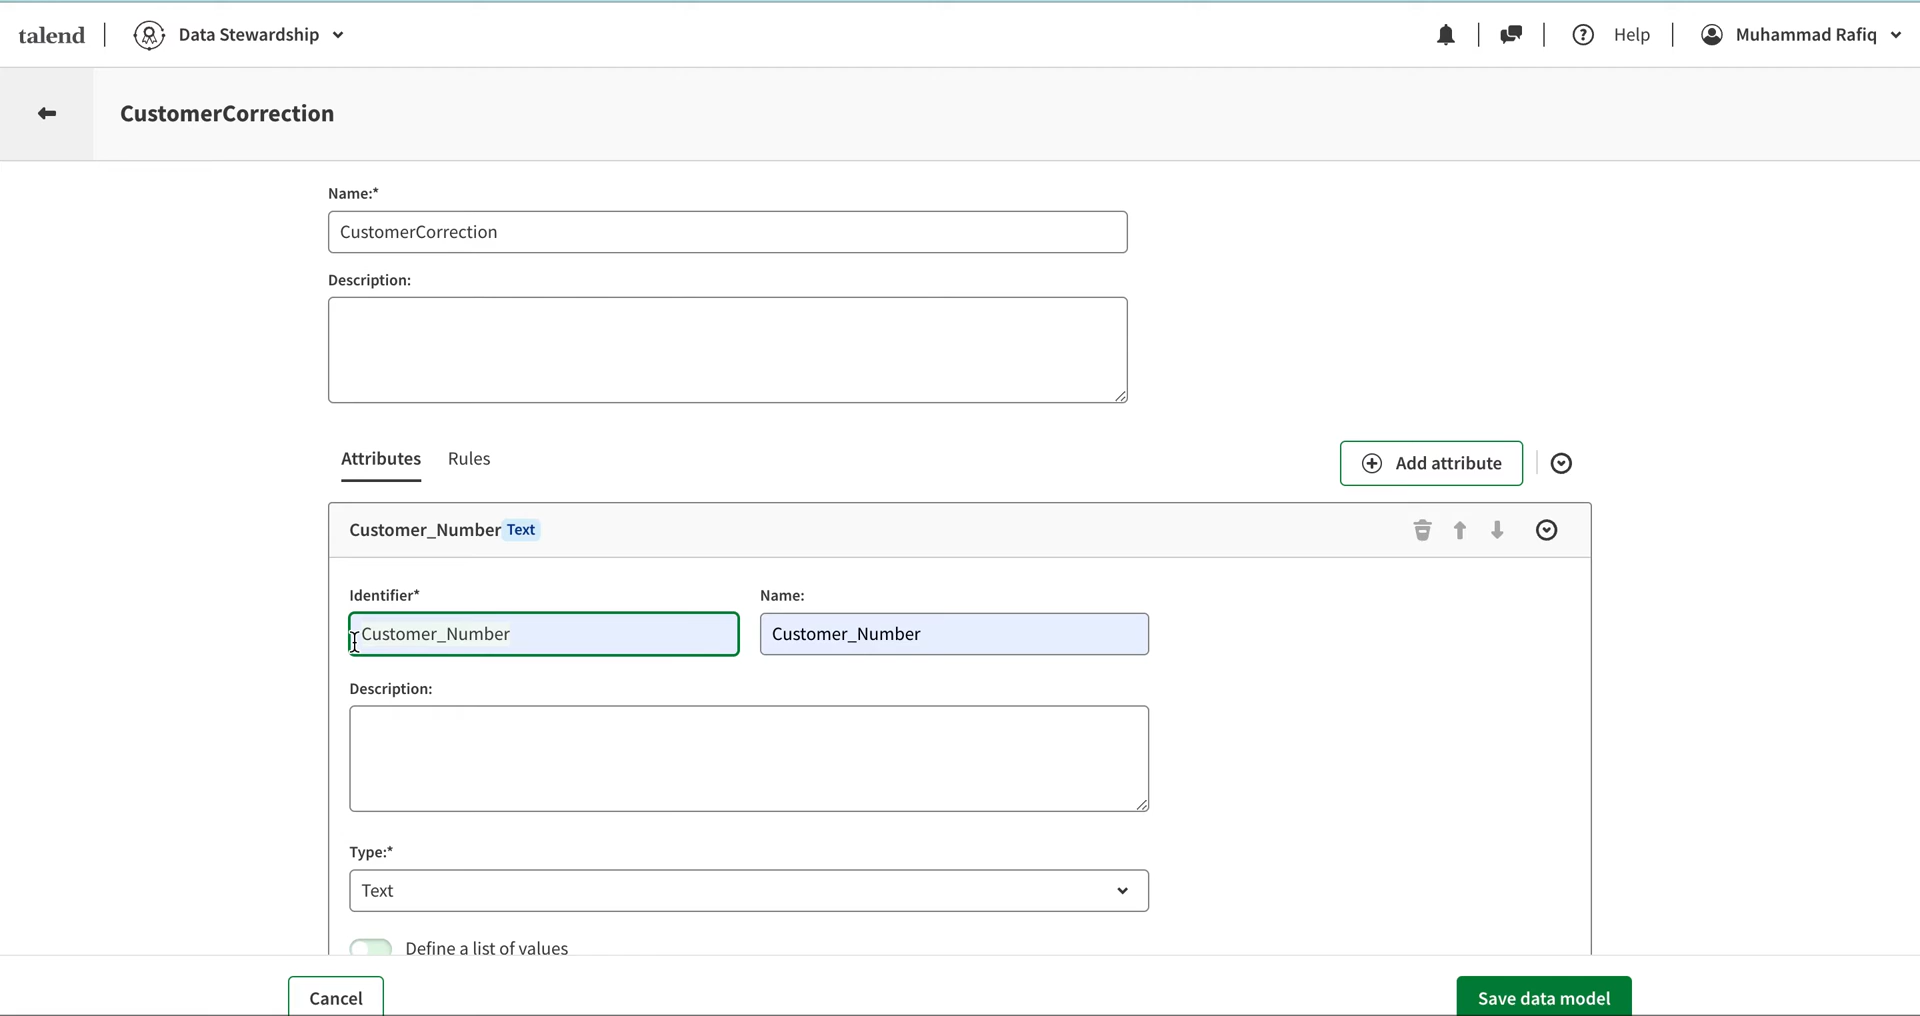 talend
Data Stewardship
Help
Muhammad Rafiq
CustomerCorrection
Name:*
CustomerCorrection
Description:
Attributes
Rules
Add attribute
Customer_Number Text
Identifier*
Name:
Customer_Number
Customer_Number
Description:
Type:*
Text
Define a list of values
Cancel
Save data model